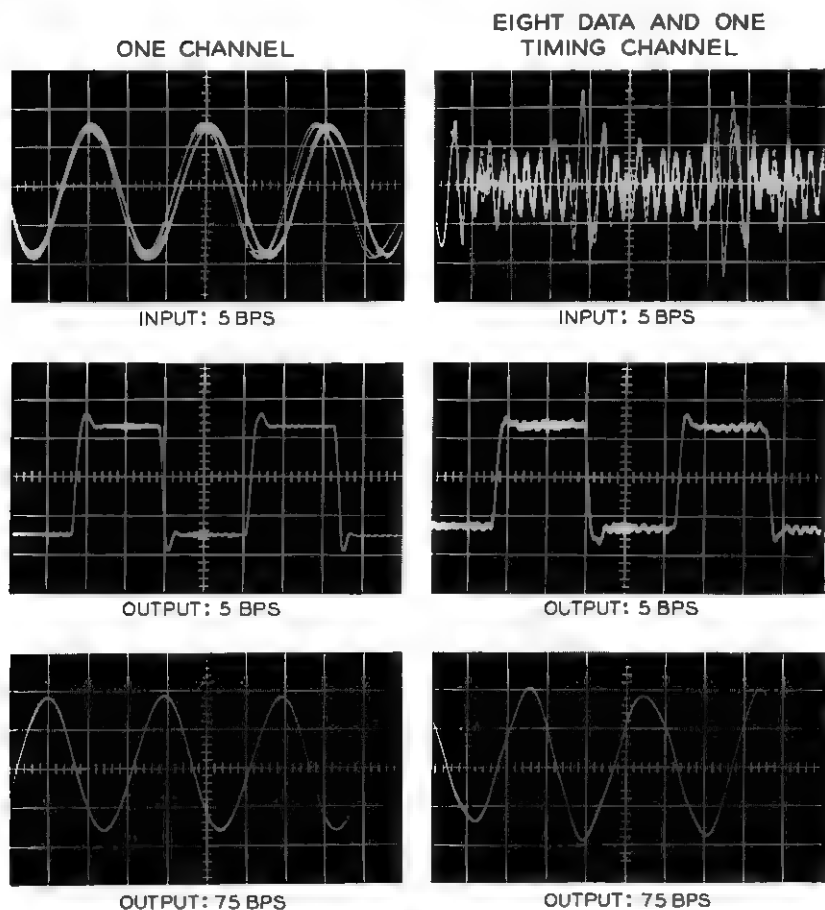 ONE CHANNEL
EIGHT DATA AND ONE
TIMING CHANNEL
INPUT: 5 BPS
INPUT: 5 BPS
OUTPUT: 5 BPS
OUTPUT: 5 BPS
OUTPUT: 75 BPS
OUTPUT: 75 BPS